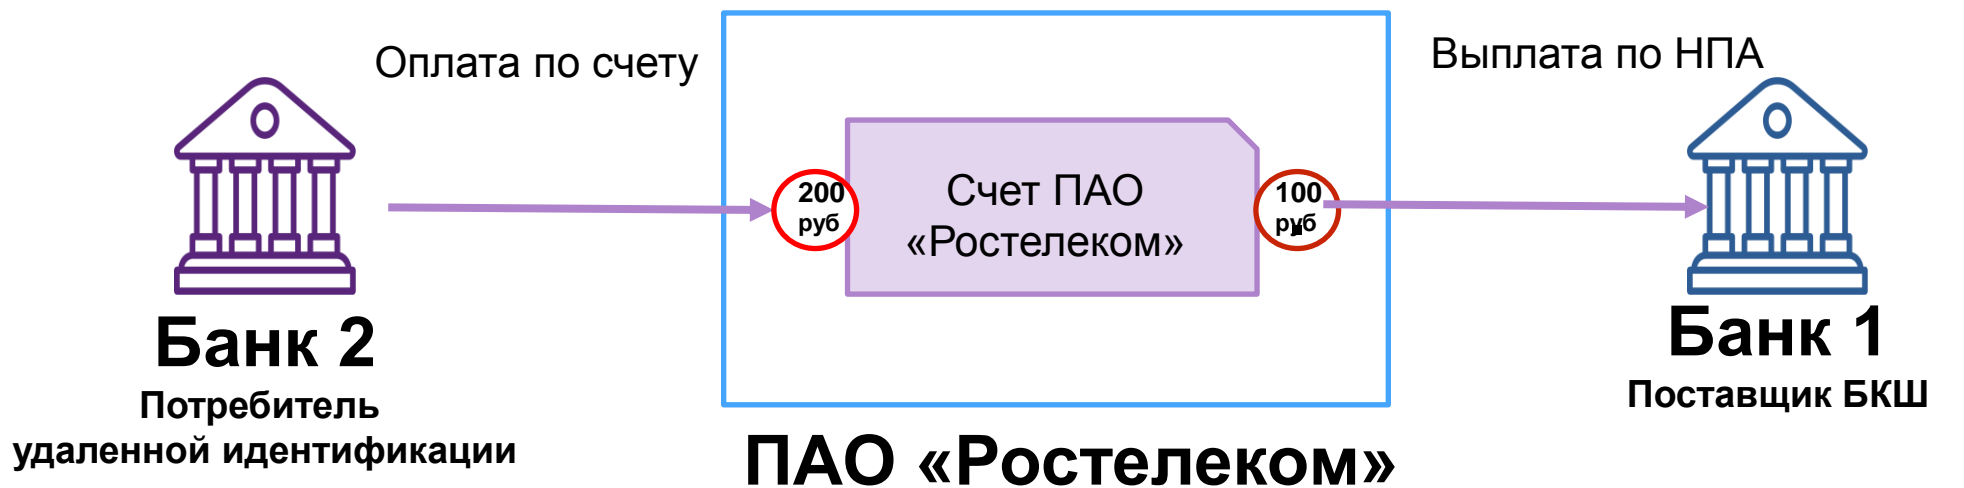 Оплата по счету
Выплата по НПА
200
руб
Счет ПАО
«Ростелеком»
100
руб
Банк 2
Потребитель
удаленной идентификации
ПАО «Ростелеком»
Банк 1
Поставщик БКШ